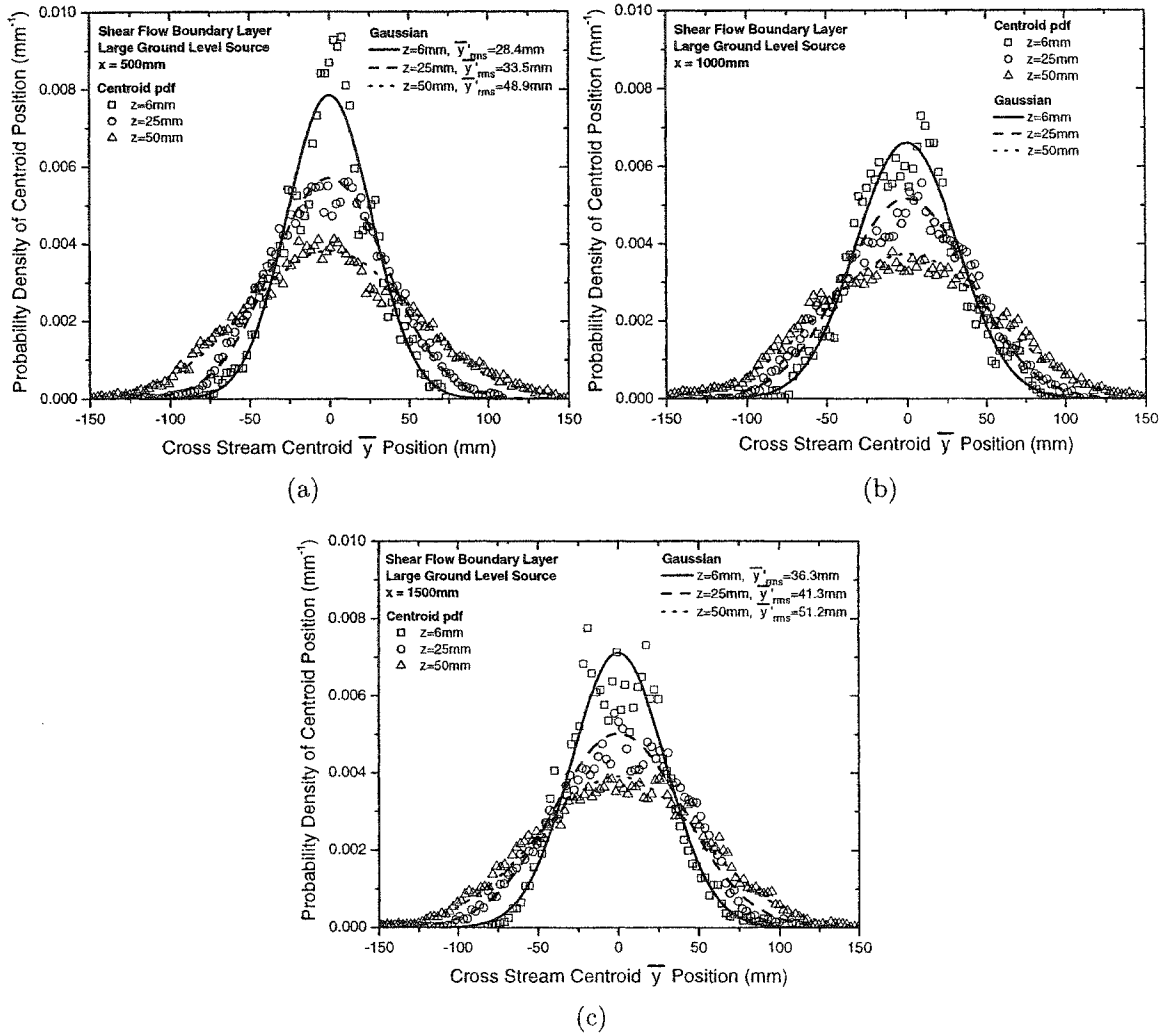 Shear Flow Boundary Layer
Large Ground Level Source
x = 500mm
Centroid pdf
z=6mm
z=25mm
z=50mm
Gaussian
z=6mm, y̅'rms=28.4mm
z=25mm, y̅'rms=33.5mm
z=50mm, y̅'rms=48.9mm
Probability Density of Centroid Position (mm⁻¹)
0.010
0.008
0.006
0.004
0.002
0.000
-150 -100 -50 0 50 100 150
Cross Stream Centroid y̅ Position (mm)
(a)
Shear Flow Boundary Layer
Large Ground Level Source
x = 1000mm
Centroid pdf
z=6mm
z=25mm
z=50mm
Gaussian
z=6mm
z=25mm
z=50mm
Probability Density of Centroid Position (mm⁻¹)
0.010
0.008
0.006
0.004
0.002
0.000
-150 -100 -50 0 50 100 150
Cross Stream Centroid y̅ Position (mm)
(b)
Shear Flow Boundary Layer
Large Ground Level Source
x = 1500mm
Centroid pdf
z=6mm
z=25mm
z=50mm
Gaussian
z=6mm, y̅'rms=36.3mm
z=25mm, y̅'rms=41.3mm
z=50mm, y̅'rms=51.2mm
Probability Density of Centroid Position (mm⁻¹)
0.010
0.008
0.006
0.004
0.002
0.000
-150 -100 -50 0 50 100 150
Cross Stream Centroid y̅ Position (mm)
(c)